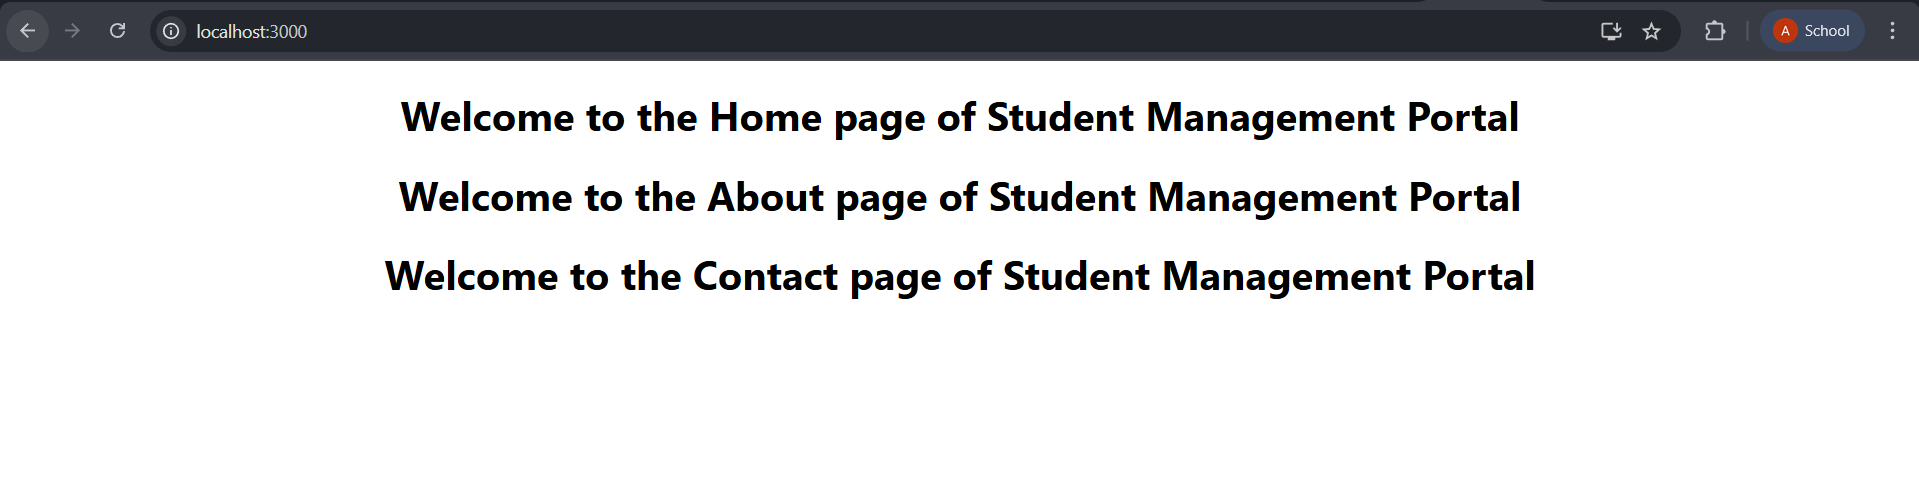 localhost:3000
A School
Welcome to the Home page of Student Management Portal
Welcome to the About page of Student Management Portal
Welcome to the Contact page of Student Management Portal